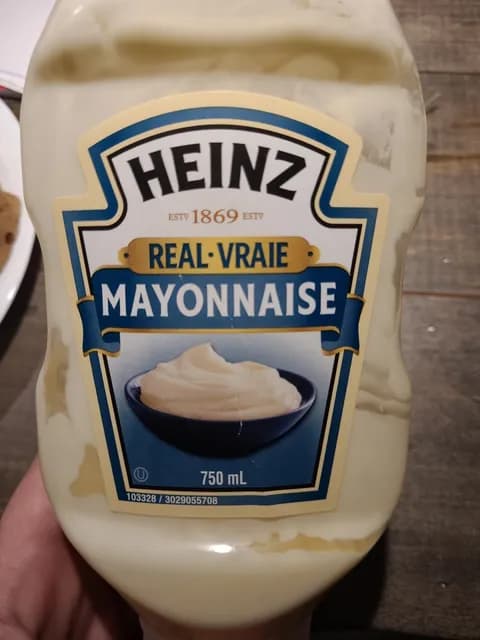 HEINZ
ESTD 1869 ESTD
REAL·VRAIE
MAYONNAISE
750 mL
U
103328 / 3029055708